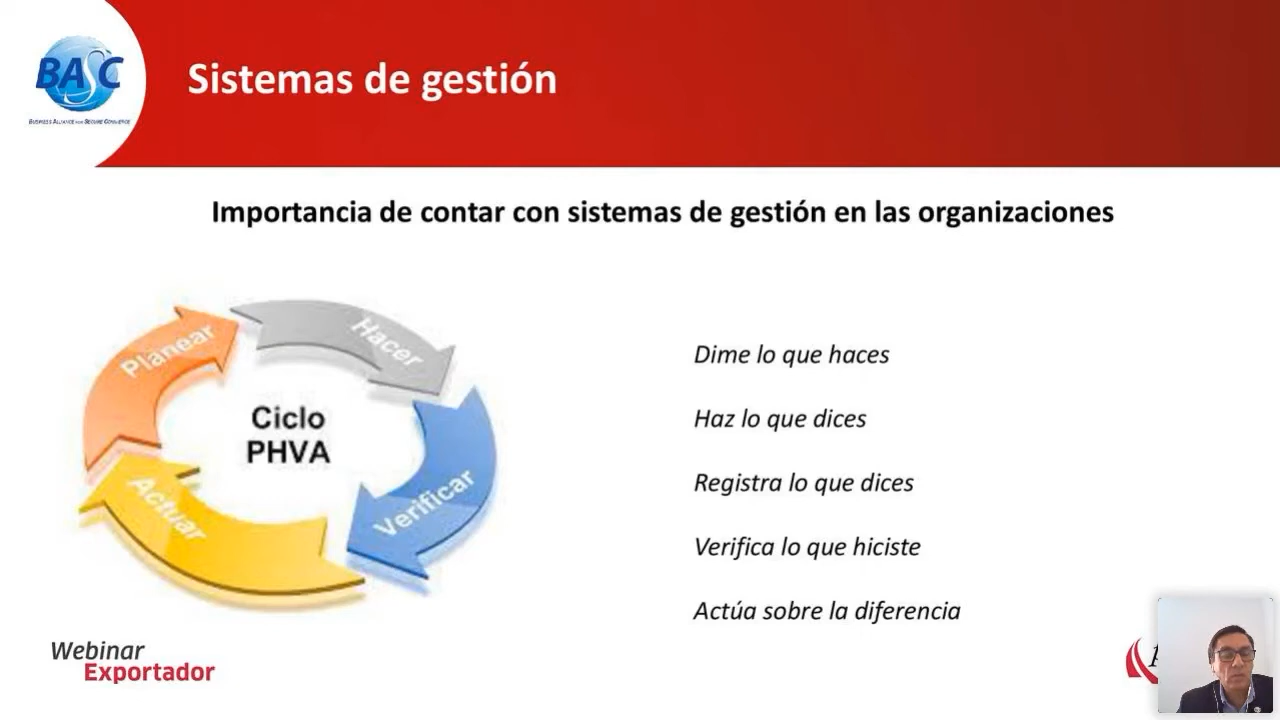 BASC
BUSINESS ALLIANCE FOR SECURE COMMERCE
Sistemas de gestión
Importancia de contar con sistemas de gestión en las organizaciones
Planear
Hacer
Ciclo
PHVA
Verificar
Actuar
Dime lo que haces
Haz lo que dices
Registra lo que dices
Verifica lo que hiciste
Actúa sobre la diferencia
Webinar
Exportador